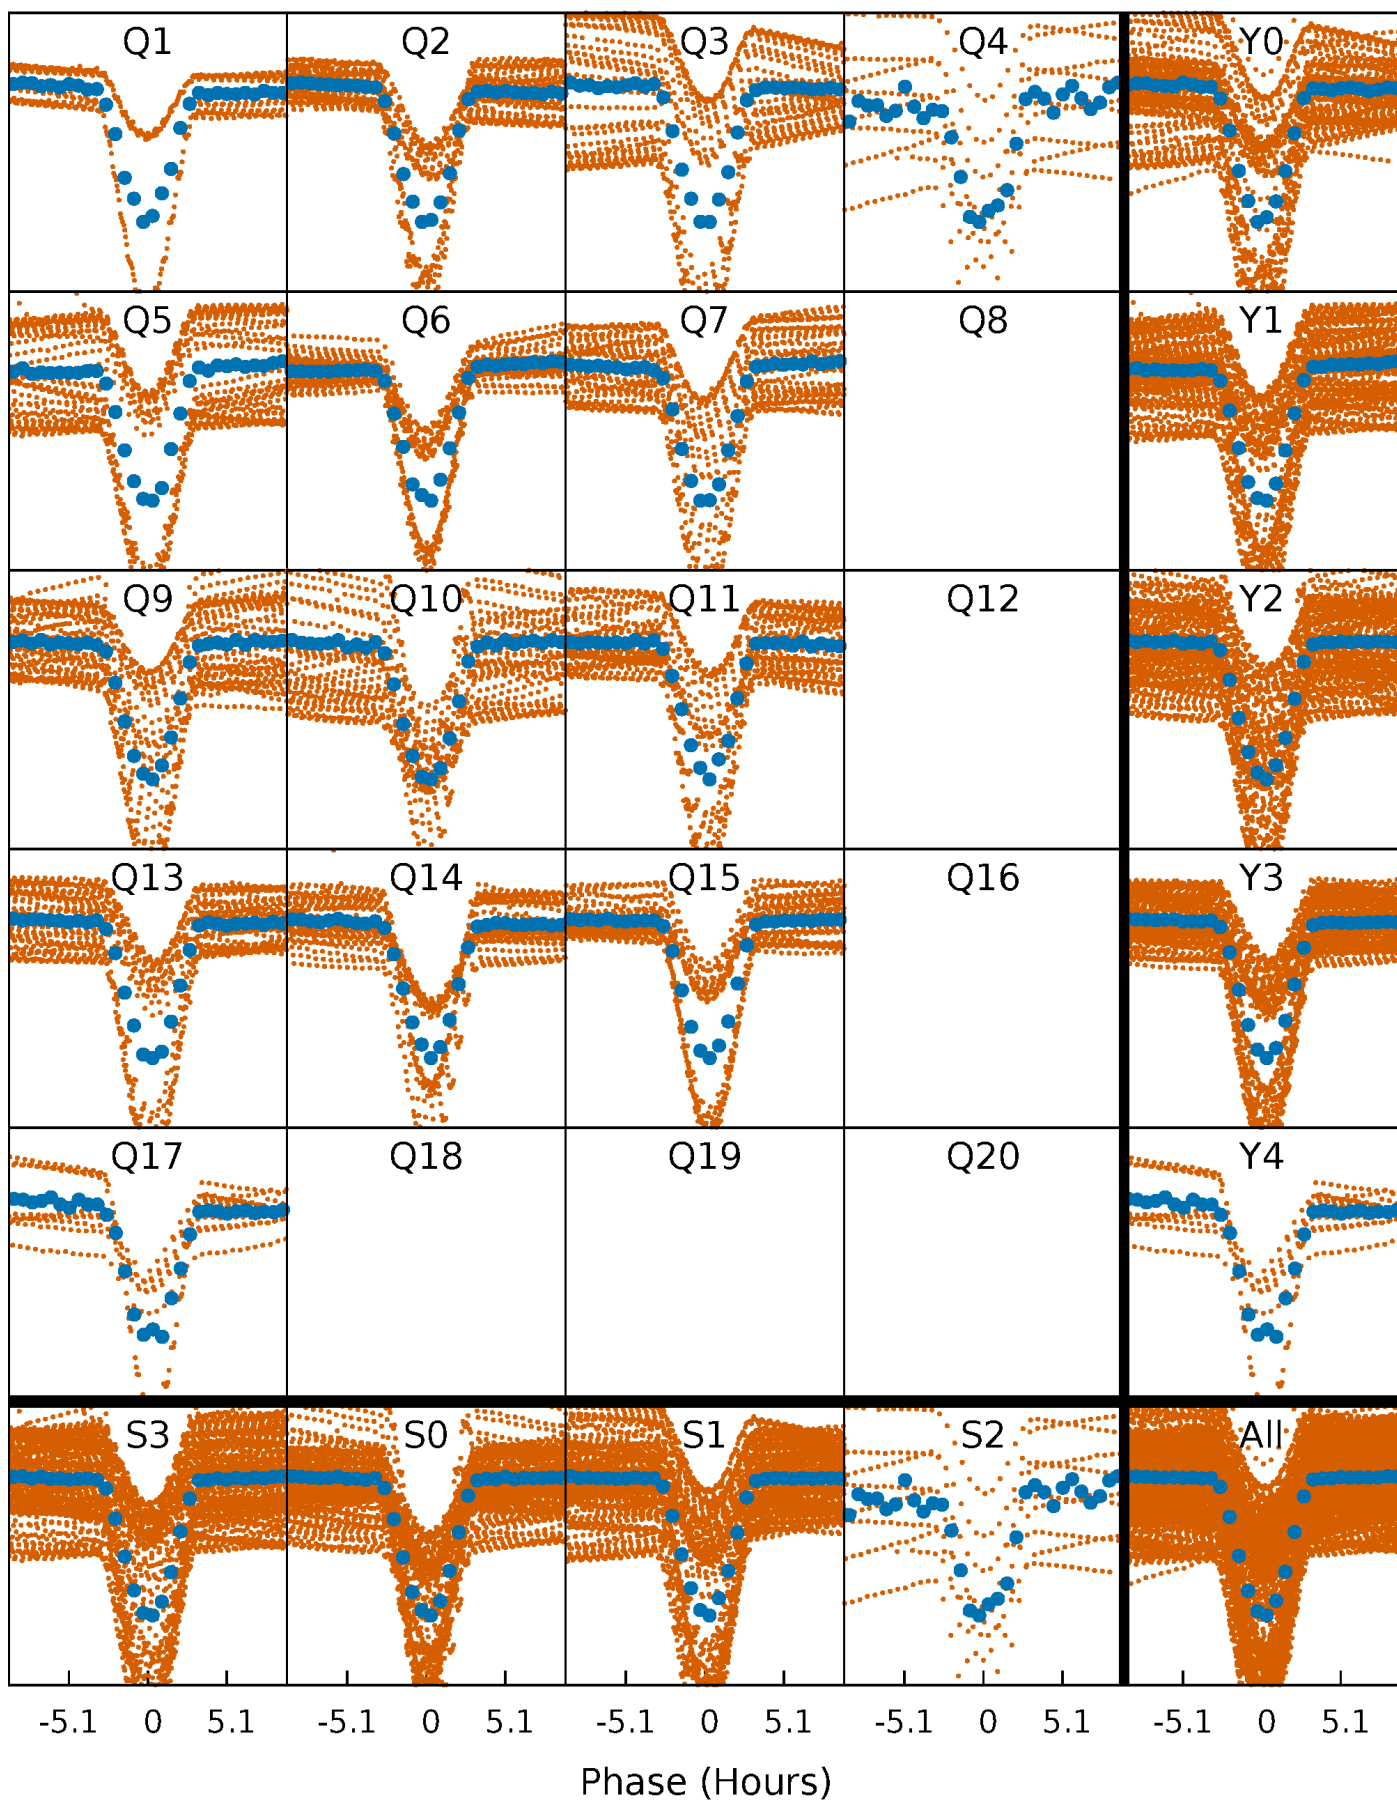 Q1 Q2 Q3 Q4 Y0
Q5 Q6 Q7 Q8 Y1
Q9 Q10 Q11 Q12 Y2
Q13 Q14 Q15 Q16 Y3
Q17 Q18 Q19 Q20 Y4
S3 S0 S1 S2 All
-5.1 0 5.1 -5.1 0 5.1 -5.1 0 5.1 -5.1 0 5.1 -5.1 0 5.1
Phase (Hours)